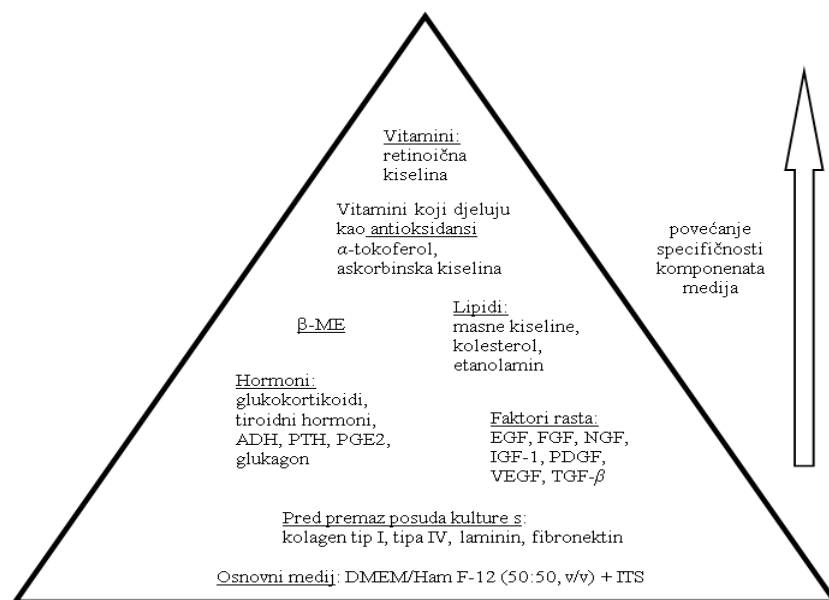 Vitamini:
retinoična
kiselina
Vitamini koji djeluju
kao antioksidansi
α-tokoferol,
askorbinska kiselina
povećanje
specifičnosti
komponenata
medija
β-ME
Lipidi:
masne kiseline,
kolesterol,
etanolamin
Hormoni:
glukokortikoidi,
tiroidni hormoni,
ADH, PTH, PGE2,
glukagon
Faktori rasta:
EGF, FGF, NGF,
IGF-1, PDGF,
VEGF, TGF-β
Pred premaz posuda kulture s:
kolagen tip I, tipa IV, laminin, fibronektin
Osnovni medij: DMEM/Ham F-12 (50:50, v/v) + ITS